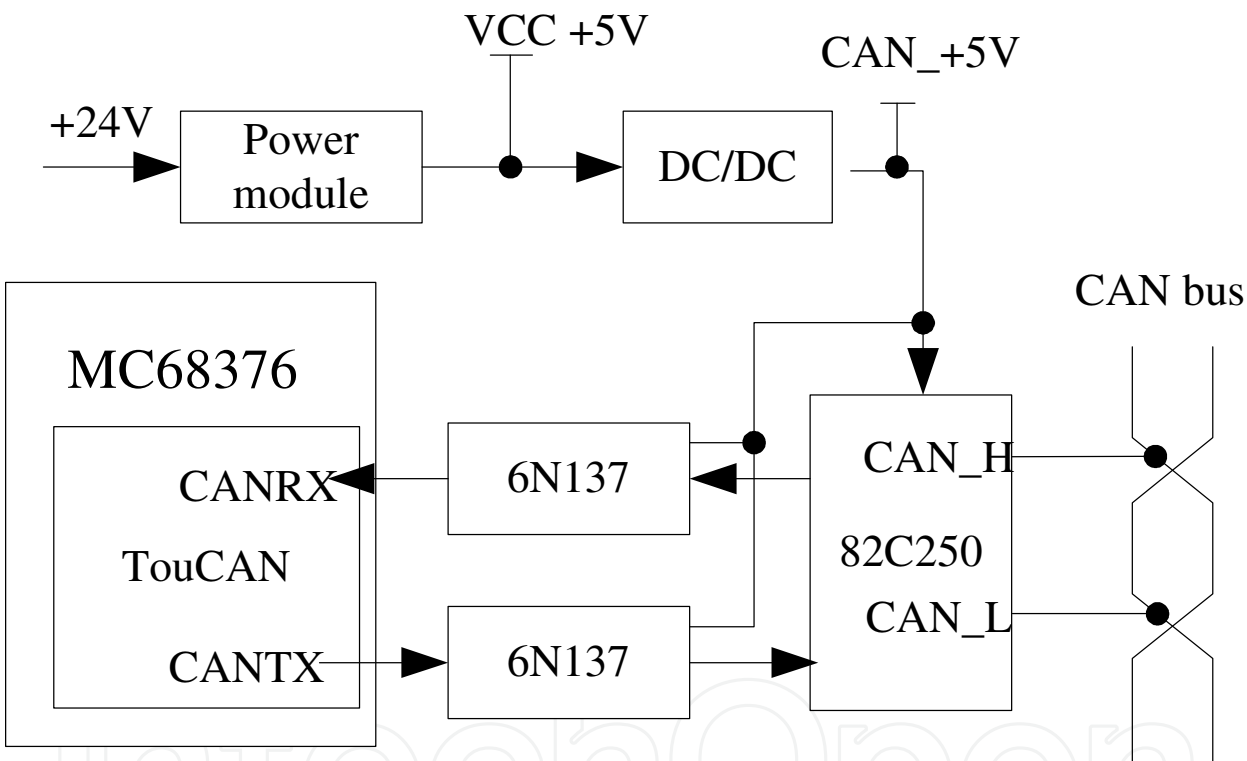 VCC +5V
CAN_+5V
+24V
Power
module
DC/DC
CAN bus
MC68376
CANRX
6N137
CAN_H
TouCAN
82C250
CAN_L
CANTX
6N137